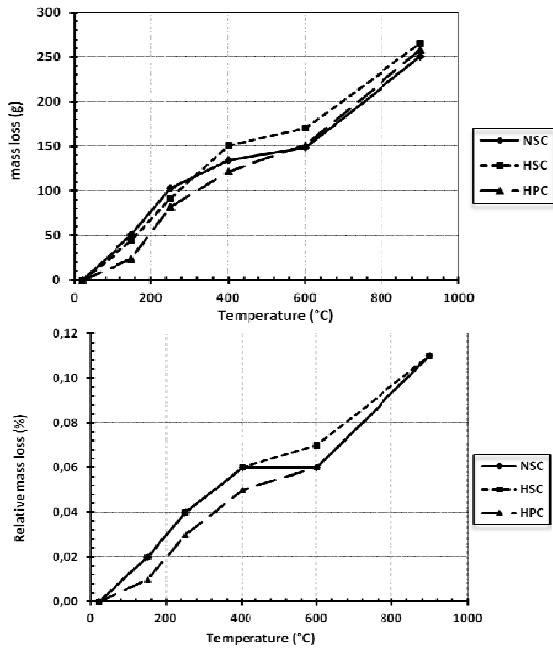 300
250
200
150
100
50
0
mass loss (g)
0 200 400 600 800 1000
Temperature (°C)
NSC
HSC
HPC
0,12
0,10
0,08
0,06
0,04
0,02
0,00
Relative mass loss (%)
0 200 400 600 800 1000
Temperature (°C)
NSC
HSC
HPC